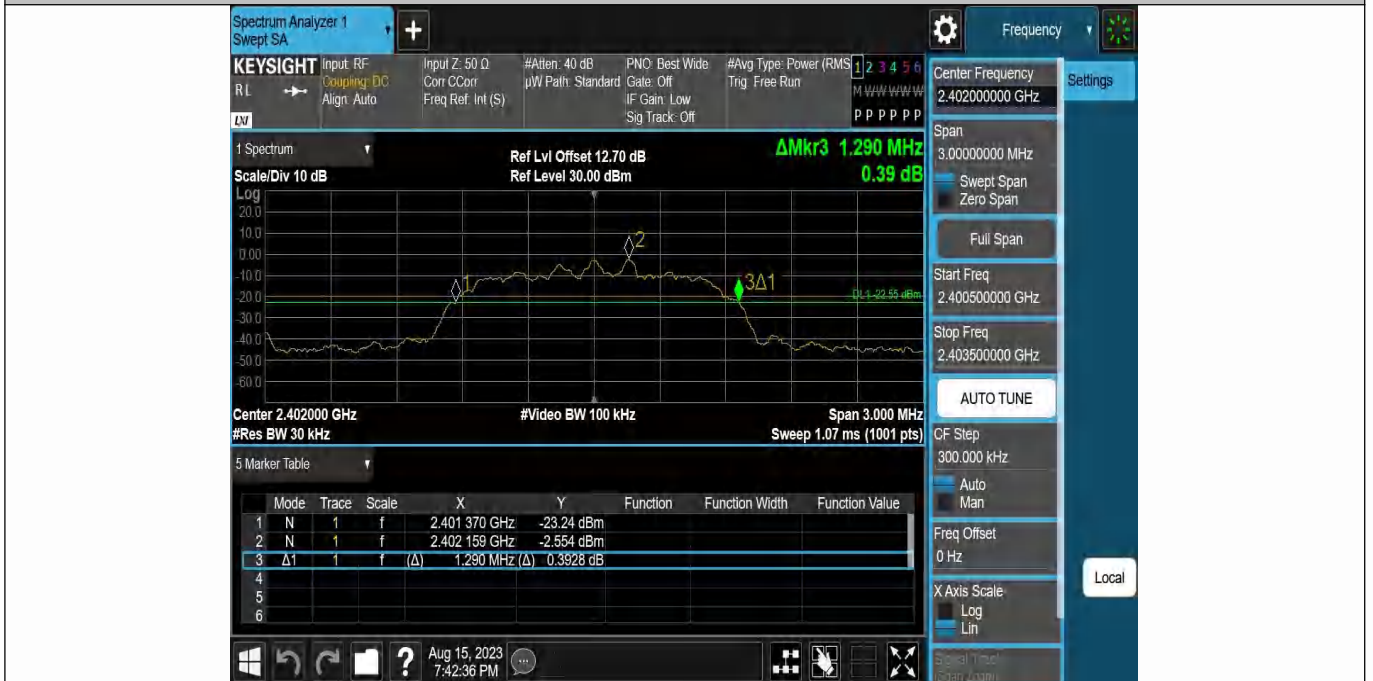 Spectrum Analyzer 1
Swept SA
+
Frequency
KEYSIGHT
RL
LXI
Input: RF
Coupling: DC
Align: Auto
Input Z: 50 Ω
Corr CCorr
Freq Ref: Int (S)
#Atten: 40 dB
µW Path: Standard
PNO: Best Wide
Gate: Off
IF Gain: Low
Sig Track: Off
#Avg Type: Power (RMS
Trig: Free Run
1 2 3 4 5 6
M W W W W W
P P P P P P
Center Frequency
2.402000000 GHz
Settings
Span
3.00000000 MHz
Swept Span
Zero Span
Full Span
Start Freq
2.400500000 GHz
Stop Freq
2.403500000 GHz
AUTO TUNE
CF Step
300.000 kHz
Auto
Man
Freq Offset
0 Hz
X Axis Scale
Log
Lin
Local
1 Spectrum
Scale/Div 10 dB
Ref Lvl Offset 12.70 dB
Ref Level 30.00 dBm
ΔMkr3 1.290 MHz
0.39 dB
Log
20.0
10.0
0.00
-10.0
-20.0
-30.0
-40.0
-50.0
-60.0
1
2
3Δ1
DL1 -22.55 dBm
Center 2.402000 GHz
#Video BW 100 kHz
Span 3.000 MHz
#Res BW 30 kHz
Sweep 1.07 ms (1001 pts)
5 Marker Table
Mode Trace Scale X Y Function Function Width Function Value
1 N 1 f 2.401 370 GHz -23.24 dBm
2 N 1 f 2.402 159 GHz -2.554 dBm
3 Δ1 1 f (Δ) 1.290 MHz (Δ) 0.3928 dB
4
5
6
? Aug 15, 2023
7:42:36 PM